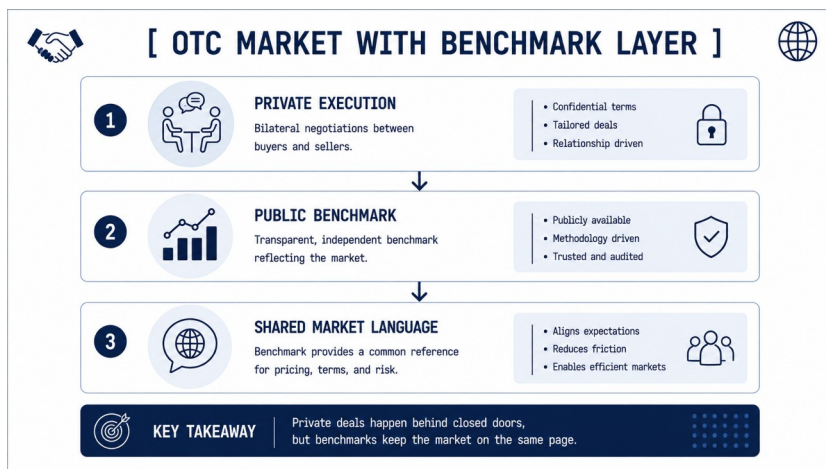 [ OTC MARKET WITH BENCHMARK LAYER ]
1
PRIVATE EXECUTION
Bilateral negotiations between
buyers and sellers.
• Confidential terms
• Tailored deals
• Relationship driven
2
PUBLIC BENCHMARK
Transparent, independent benchmark
reflecting the market.
• Publicly available
• Methodology driven
• Trusted and audited
3
SHARED MARKET LANGUAGE
Benchmark provides a common reference
for pricing, terms, and risk.
• Aligns expectations
• Reduces friction
• Enables efficient markets
KEY TAKEAWAY
Private deals happen behind closed doors,
but benchmarks keep the market on the same page.